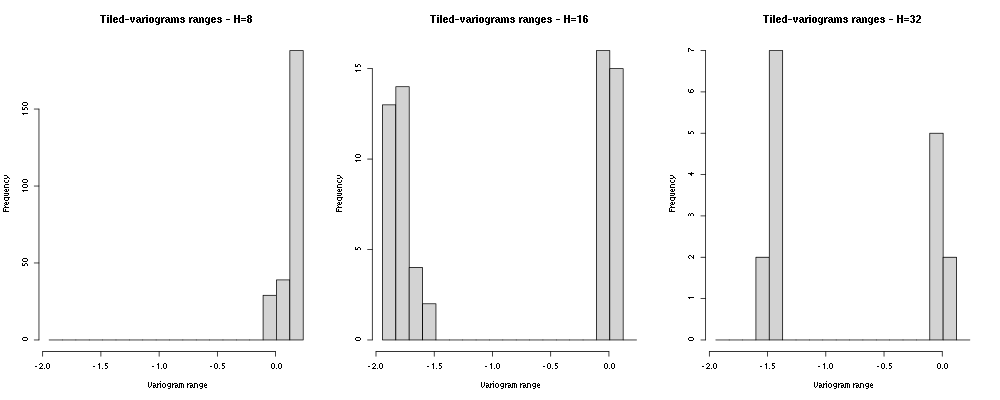 Tiled-variograms ranges - H=8
Frequency
0
50
100
150
-2.0 -1.5 -1.0 -0.5 0.0
Variogram range
Tiled-variograms ranges - H=16
Frequency
0
5
10
15
-2.0 -1.5 -1.0 -0.5 0.0
Variogram range
Tiled-variograms ranges - H=32
Frequency
0
1
2
3
4
5
6
7
-2.0 -1.5 -1.0 -0.5 0.0
Variogram range